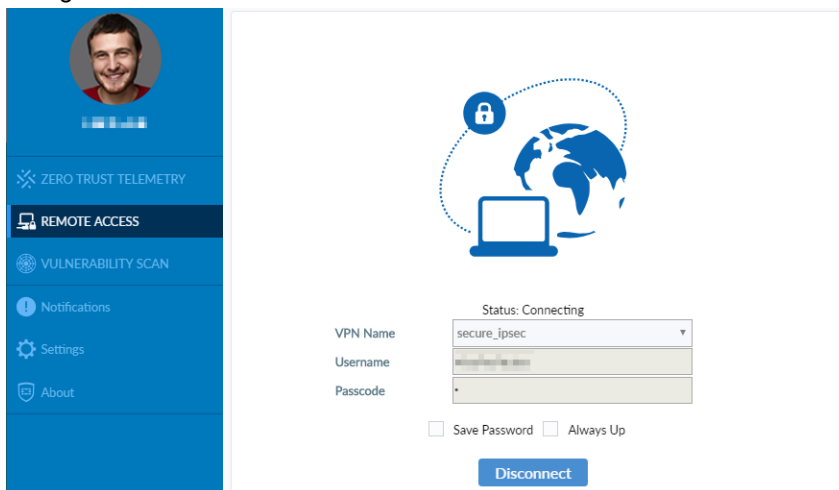 ZERO TRUST TELEMETRY
REMOTE ACCESS
VULNERABILITY SCAN
Notifications
Settings
About
Status: Connecting
VPN Name secure_ipsec
Username
Passcode
Save Password Always Up
Disconnect